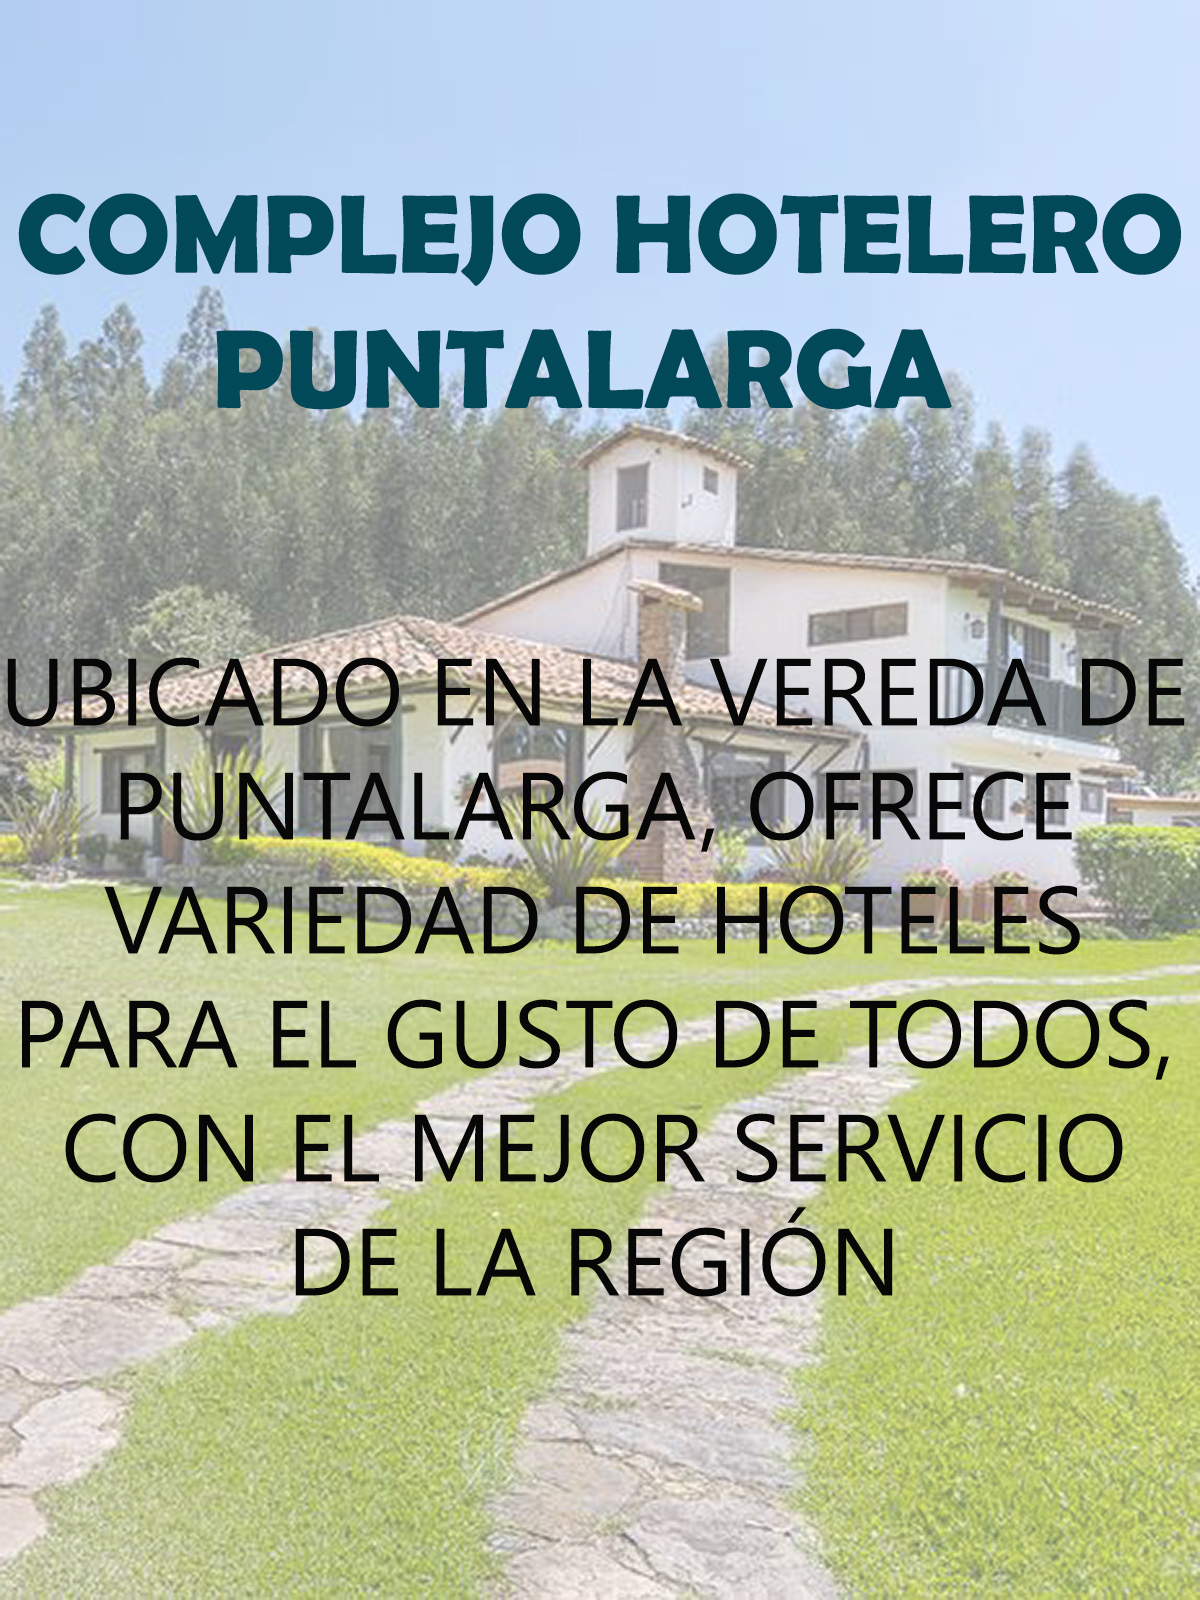 COMPLEJO HOTELERO
PUNTALARGA
UBICADO EN LA VEREDA DE
PUNTALARGA, OFRECE
VARIEDAD DE HOTELES
PARA EL GUSTO DE TODOS,
CON EL MEJOR SERVICIO
DE LA REGIÓN